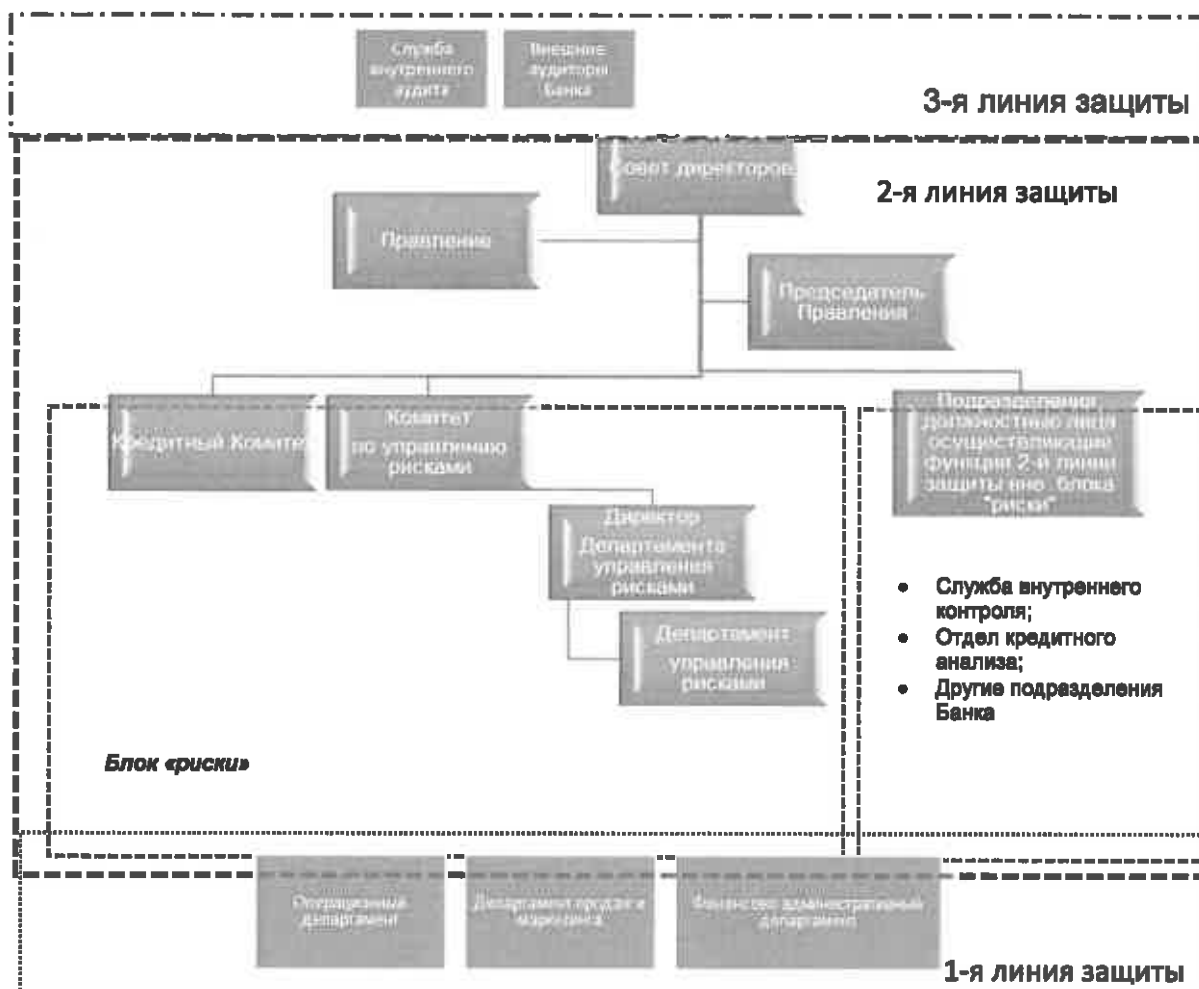 Служба
внутреннего
аудита
Внешние
аудиторы
Банка
3-я линия защиты
Совет директоров
2-я линия защиты
Правление
Председатель
Правления
Кредитный Комитет
Комитет
по управлению
рисками
Подразделения,
должностные лица
осуществляющие
функции 2-й линии
защиты вне блока
"риски"
Директор
Департамента
управления
рисками
Департамент
управления
рисками
• Служба внутреннего
контроля;
• Отдел кредитного
анализа;
• Другие подразделения
Банка
Блок «риски»
Операционный
департамент
Департамент продаж и
маркетинга
Финансово административный
департамент
1-я линия защиты